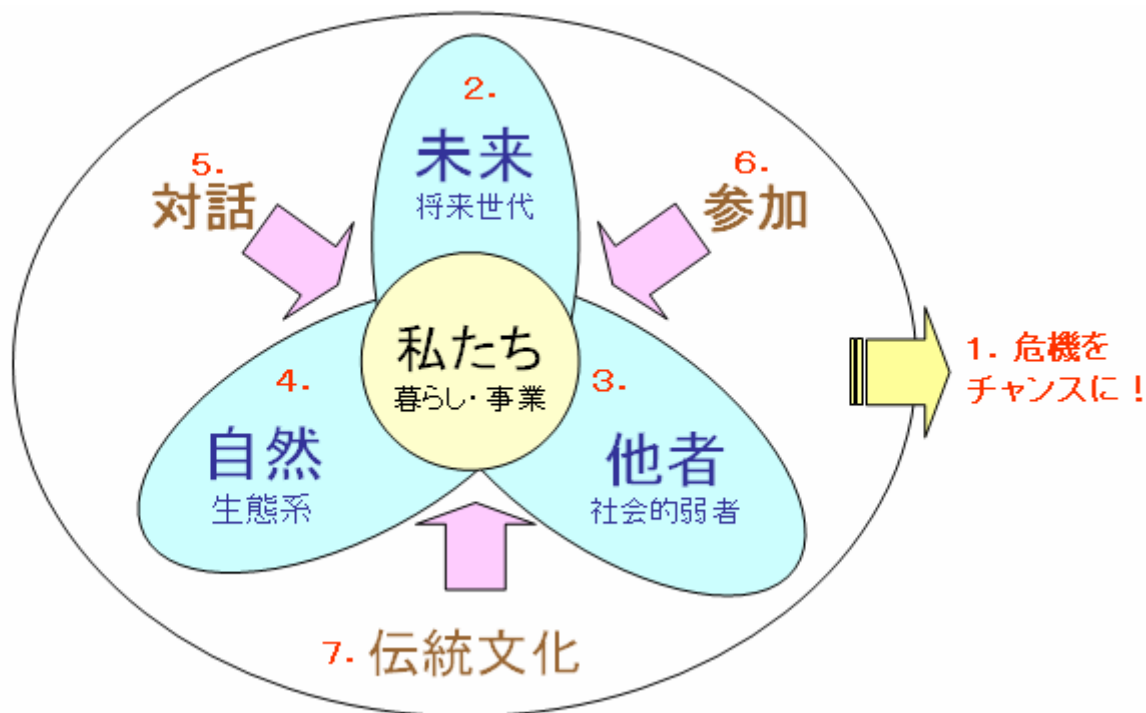 2.
未来
将来世代
5.
対話
6.
参加
私たち
暮らし・事業
1. 危機を
チャンスに！
4.
自然
生態系
3.
他者
社会的弱者
7. 伝統文化